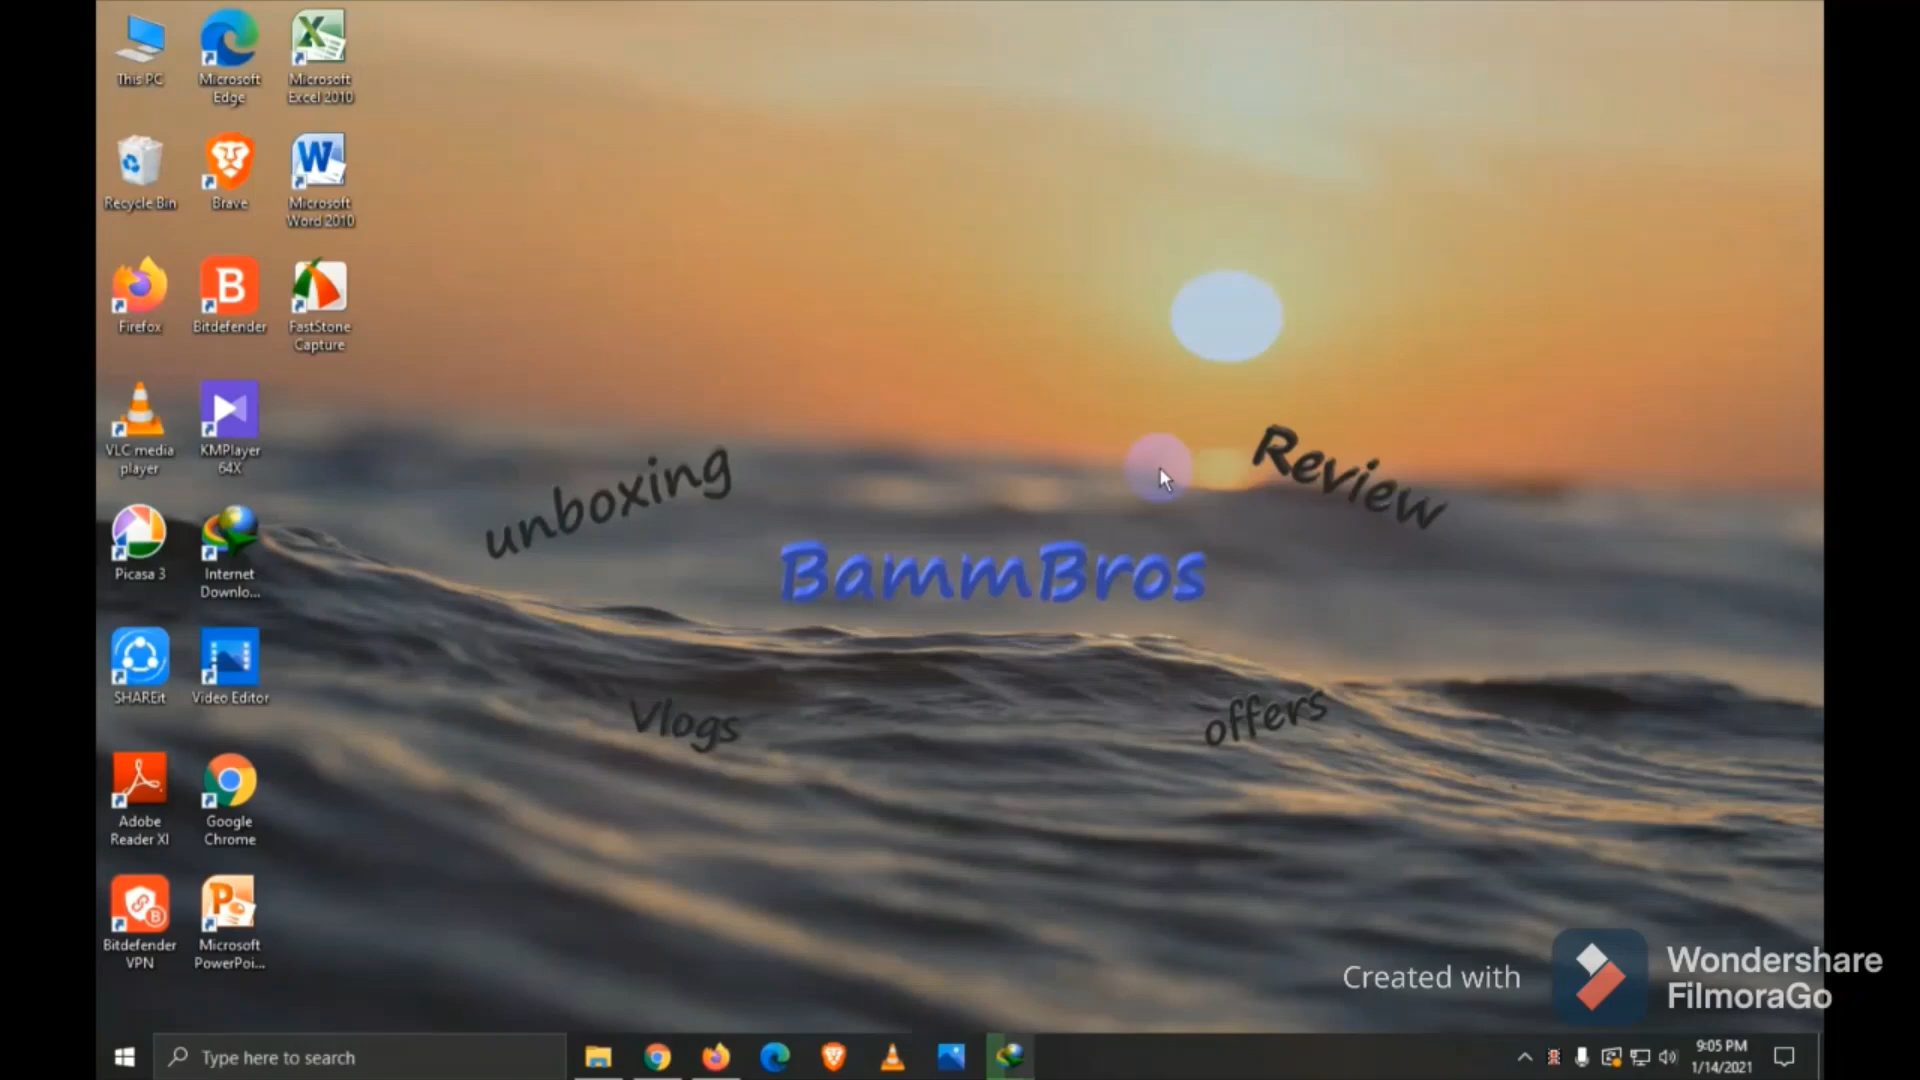 This PC
Microsoft
Edge
Microsoft
Excel 2010
Recycle Bin
Brave
Microsoft
Word 2010
Firefox
Bitdefender
FastStone
Capture
VLC media
player
KMPlayer
64X
Picasa 3
Internet
Downlo...
SHAREit
Video Editor
Adobe
Reader XI
Google
Chrome
Bitdefender
VPN
Microsoft
PowerPoi...
unboxing
Review
BammBros
Vlogs
offers
Created with
Wondershare
FilmoraGo
Type here to search
9:05 PM
1/14/2021